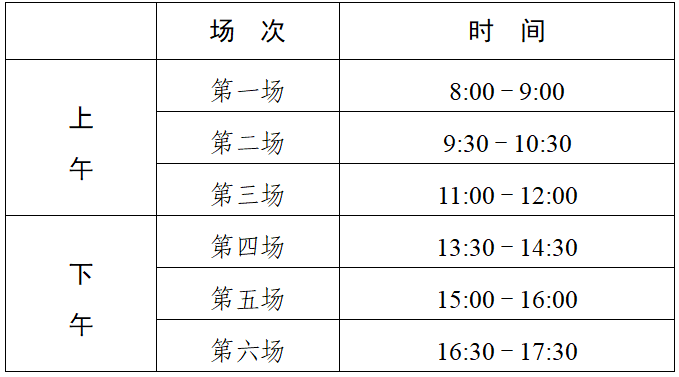 场 次 时 间
上午
第一场 8:00-9:00
第二场 9:30-10:30
第三场 11:00-12:00
下午
第四场 13:30-14:30
第五场 15:00-16:00
第六场 16:30-17:30